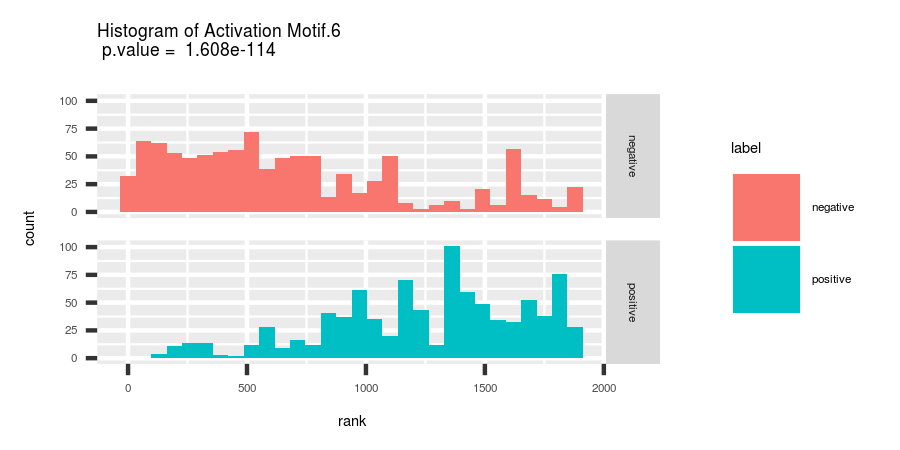 Histogram of Activation Motif.6
p.value = 1.608e-114
100
75
50
25
0
negative
100
75
50
25
0
positive
0 500 1000 1500 2000
rank
count
label
negative
positive